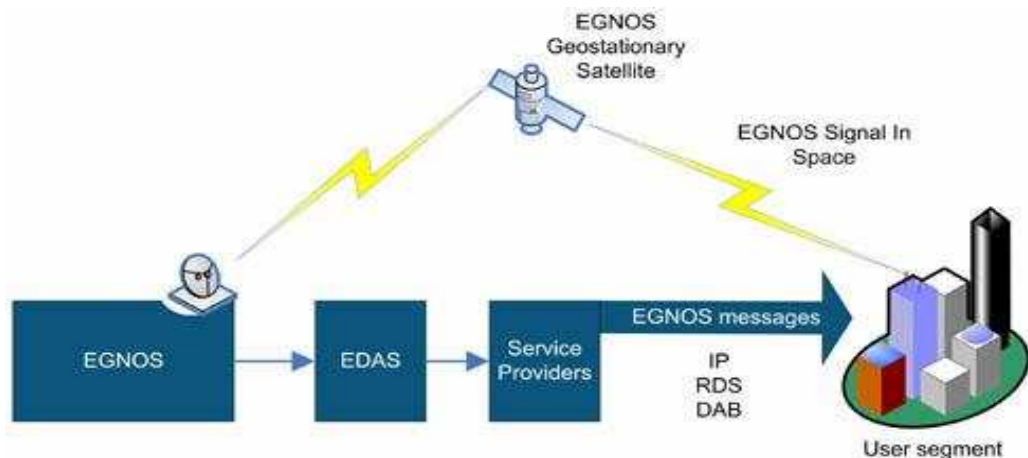 EGNOS
Geostationary
Satellite
EGNOS Signal In
Space
EGNOS
EDAS
Service
Providers
EGNOS messages
IP
RDS
DAB
User segment